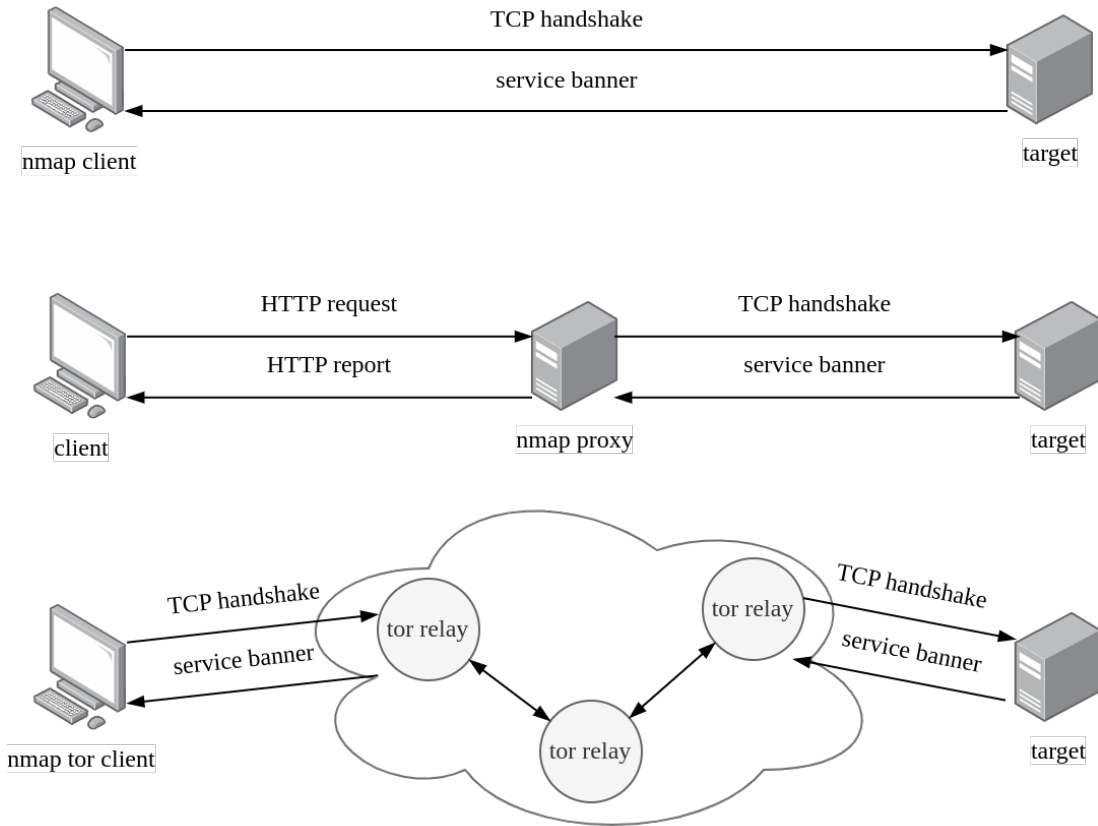 TCP handshake
service banner
nmap client
target
HTTP request
TCP handshake
HTTP report
service banner
client
nmap proxy
target
TCP handshake
TCP handshake
tor relay
tor relay
service banner
service banner
tor relay
nmap tor client
target